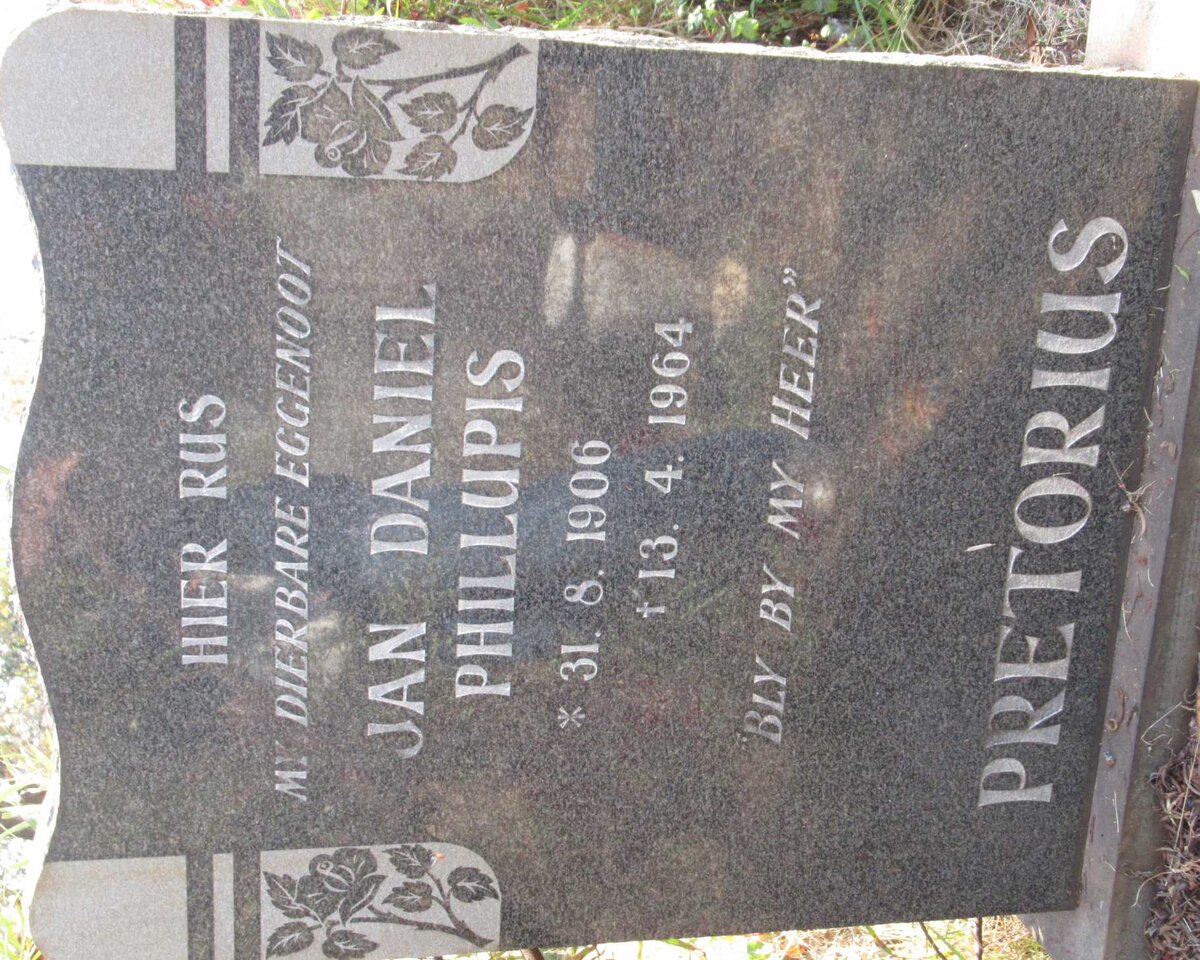 HIER RUS
MY DIERBARE EGGENOOT
JAN DANIEL
PHILLUPIS
* 31. 8. 1906
† 13. 4. 1964
"BLY BY MY HEER"
PRETORIUS